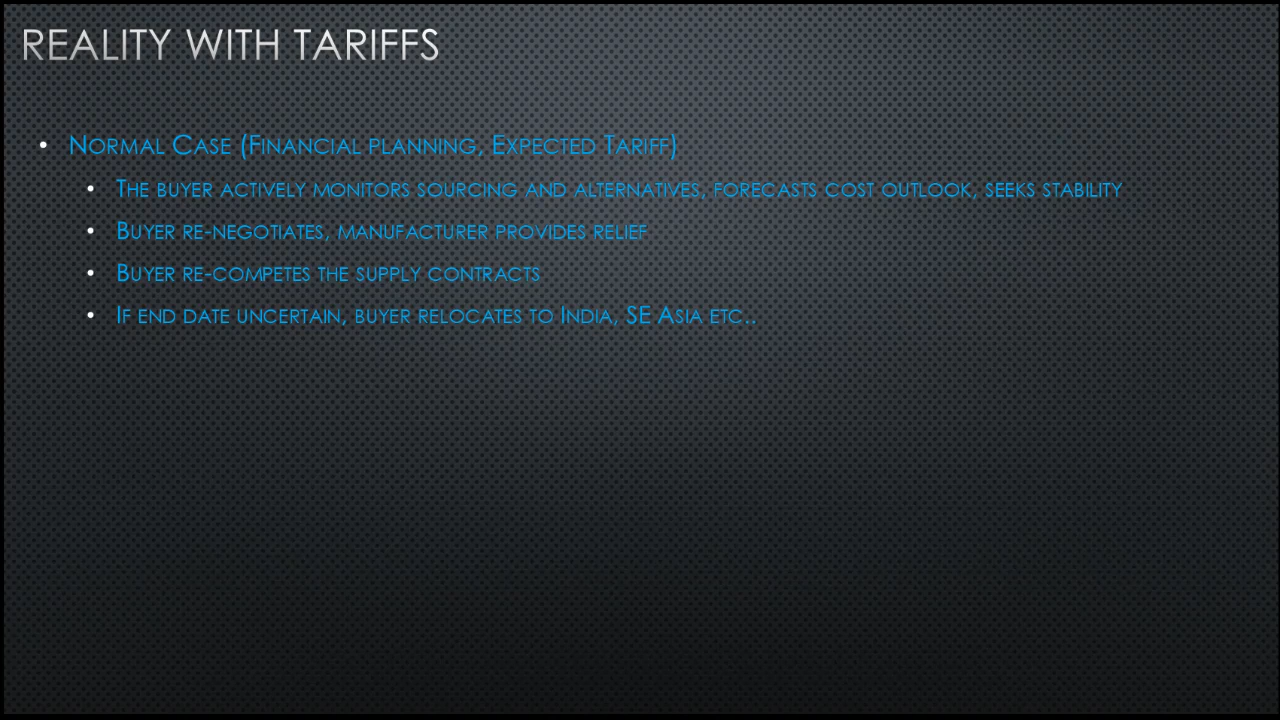 REALITY WITH TARIFFS
• Normal Case (Financial planning, Expected Tariff)
• The buyer actively monitors sourcing and alternatives, forecasts cost outlook, seeks stability
• Buyer re-negotiates, manufacturer provides relief
• Buyer re-competes the supply contracts
• If end date uncertain, buyer relocates to India, SE Asia etc..